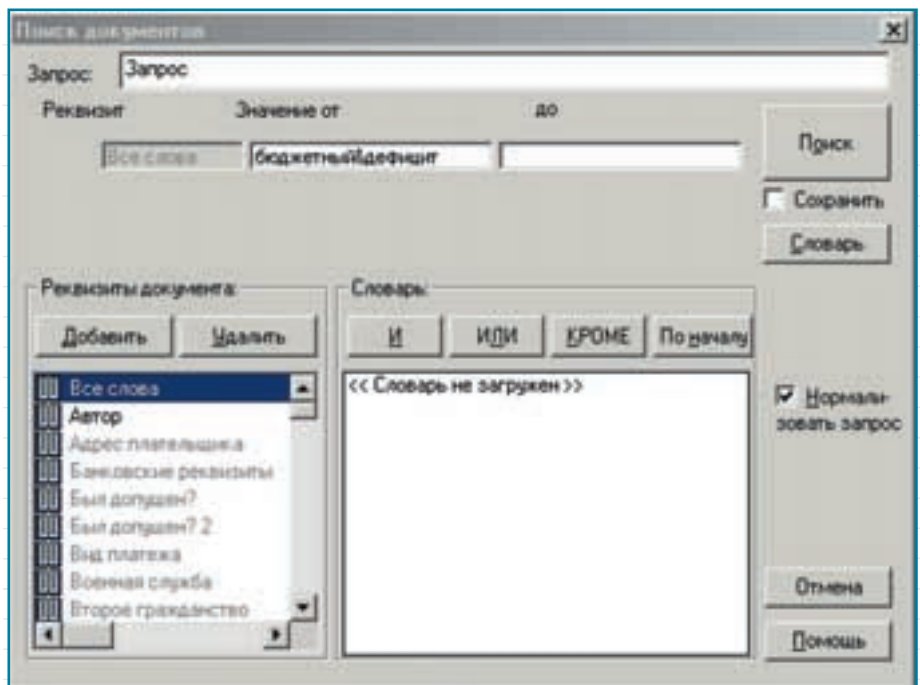 Поиск документов
Запрос: Запрос
Реквизит Значение от до
Все слова бюджетный\дефицит
Поиск
Сохранить
Словарь
Реквизиты документа:
Добавить Удалить
Все слова
Автор
Адрес плательщика
Банковские реквизиты
Был допущен?
Был допущен? 2
Вид платежа
Военная служба
Второе гражданство
Словарь:
И ИЛИ КРОМЕ По началу
<< Словарь не загружен >>
Нормали-
зовать запрос
Отмена
Помощь